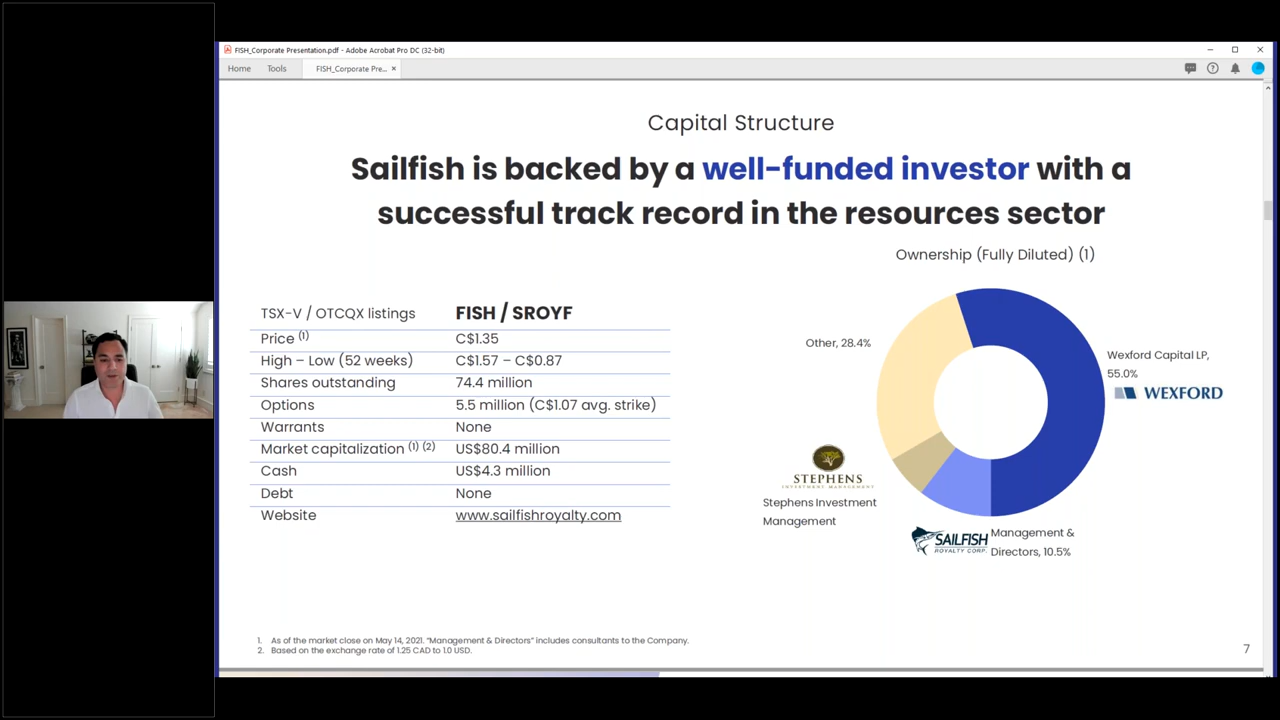 FISH_Corporate Presentation.pdf - Adobe Acrobat Pro DC (32-bit)
Home Tools FISH_Corporate Pre... ×
Capital Structure
Sailfish is backed by a well-funded investor with a
successful track record in the resources sector
Ownership (Fully Diluted) (1)
TSX-V / OTCQX listings FISH / SROYF
Price (1) C$1.35
High – Low (52 weeks) C$1.57 – C$0.87
Shares outstanding 74.4 million
Options 5.5 million (C$1.07 avg. strike)
Warrants None
Market capitalization (1) (2) US$80.4 million
Cash US$4.3 million
Debt None
Website www.sailfishroyalty.com
Other, 28.4%
Wexford Capital LP,
55.0%
WEXFORD
STEPHENS
INVESTMENT MANAGEMENT
Stephens Investment
Management
SAILFISH
ROYALTY CORP.
Management &
Directors, 10.5%
1. As of the market close on May 14, 2021. "Management & Directors" includes consultants to the Company.
2. Based on the exchange rate of 1.25 CAD to 1.0 USD.
7